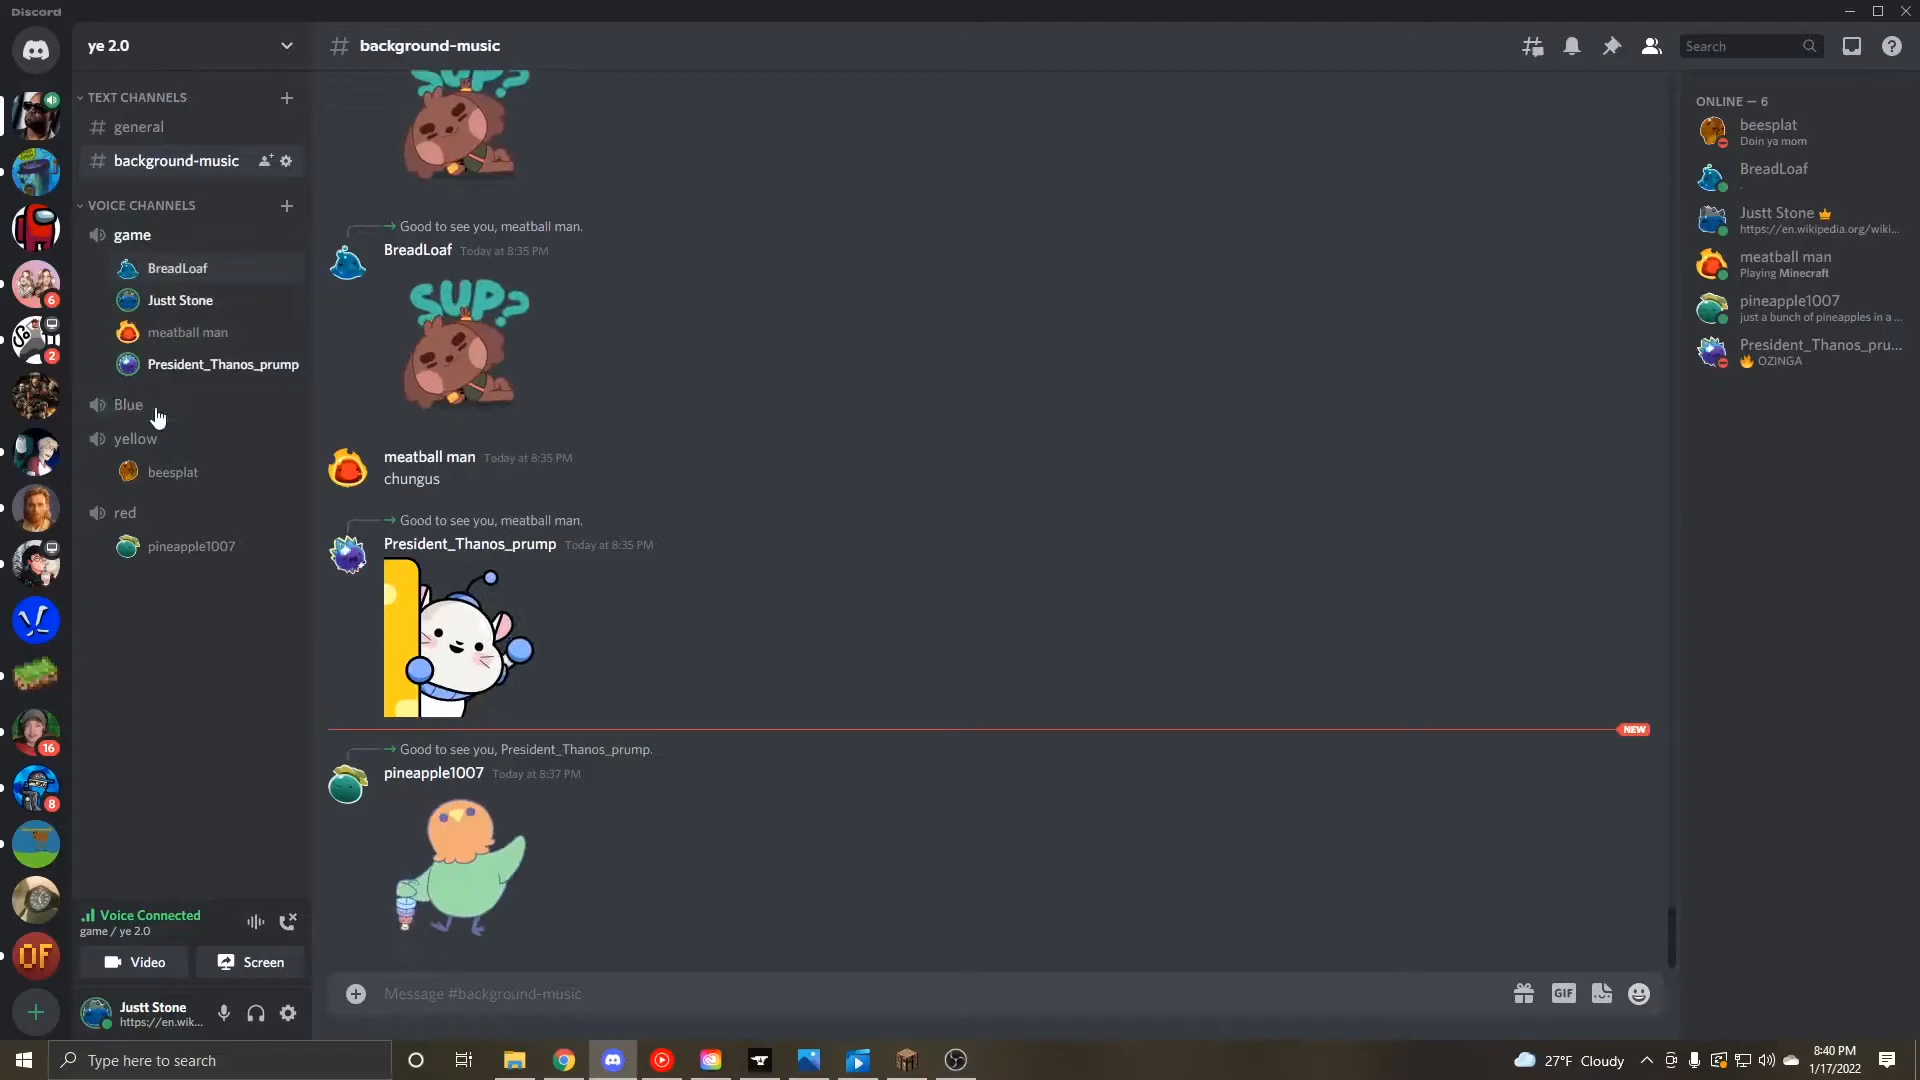 Discord
ye 2.0
background-music
Search
TEXT CHANNELS
general
background-music
VOICE CHANNELS
game
BreadLoaf
Justt Stone
meatball man
President_Thanos_prump
Blue
yellow
beesplat
red
pineapple1007
6
2
16
8
OF
SUP?
Good to see you, meatball man.
BreadLoaf Today at 8:35 PM
SUP?
meatball man Today at 8:35 PM
chungus
Good to see you, meatball man.
President_Thanos_prump Today at 8:35 PM
NEW
Good to see you, President_Thanos_prump.
pineapple1007 Today at 8:37 PM
Message #background-music
GIF
ONLINE — 6
beesplat
Doin ya mom
BreadLoaf
.
Justt Stone
https://en.wikipedia.org/wiki...
meatball man
Playing Minecraft
pineapple1007
just a bunch of pineapples in a ...
President_Thanos_pru...
OZINGA
Voice Connected
game / ye 2.0
Video
Screen
Justt Stone
https://en.wik...
Type here to search
27°F Cloudy
8:40 PM
1/17/2022